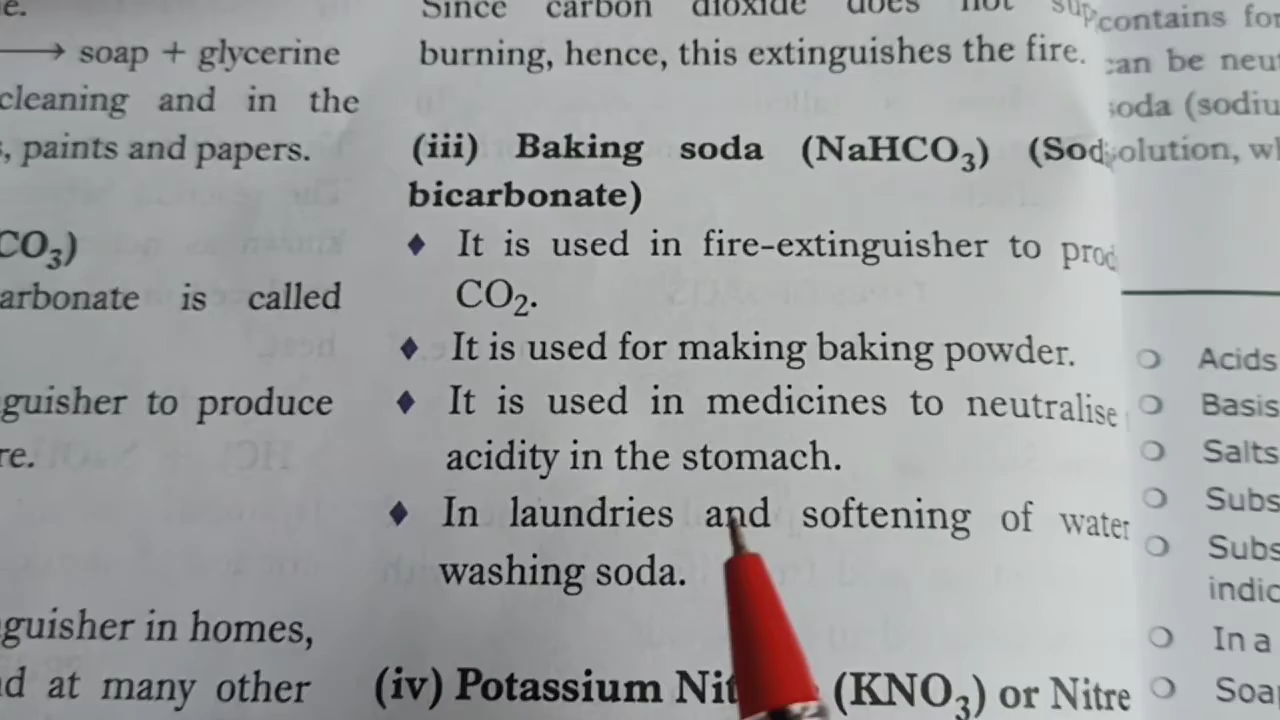 e.
⟶ soap + glycerine
cleaning and in the
, paints and papers.
CO₃)
arbonate is called
guisher to produce
re.
guisher in homes,
d at many other
Since carbon dioxide does not sup
burning, hence, this extinguishes the fire.
(iii) Baking soda (NaHCO₃) (Sod
bicarbonate)
♦ It is used in fire-extinguisher to prod
CO₂.
♦ It is used for making baking powder.
♦ It is used in medicines to neutralise
acidity in the stomach.
♦ In laundries and softening of water
washing soda.
(iv) Potassium Nit (KNO₃) or Nitre
contains for
can be neut
soda (sodiu
olution, wh
Acids
Basis
Salts
Subs
Subs
indic
In a
Soa